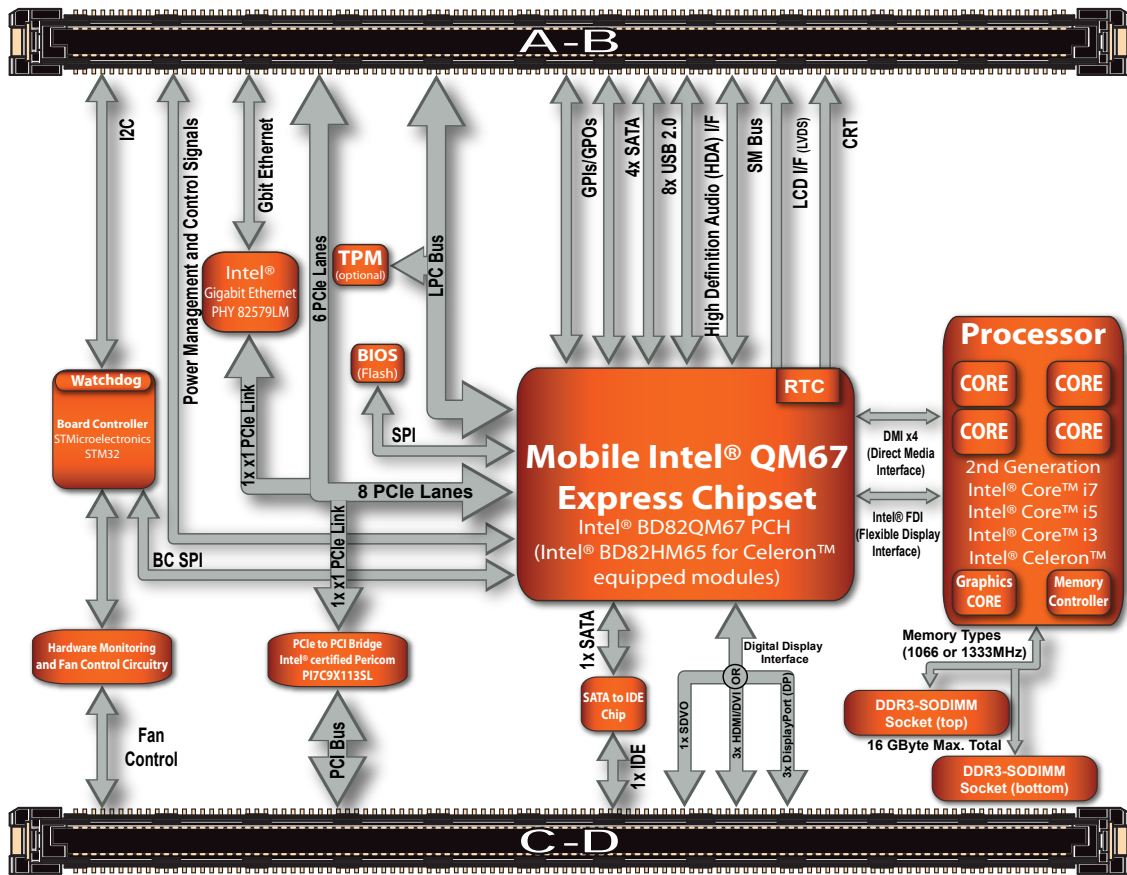 A-B
I2C
Power Management and Control Signals
Gbit Ethernet
6 PCIe Lanes
LPC Bus
GPIs/GPOs
4x SATA
8x USB 2.0
High Definition Audio (HDA) I/F
SM Bus
LCD I/F (LVDS)
CRT
TPM
(optional)
Intel®
Gigabit Ethernet
PHY 82579LM
BIOS
(Flash)
SPI
1x x1 PCIe Link
8 PCIe Lanes
1x x1 PCIe Link
BC SPI
Watchdog
Board Controller
STMicroelectronics
STM32
RTC
Mobile Intel® QM67
Express Chipset
Intel® BD82QM67 PCH
(Intel® BD82HM65 for Celeron™
equipped modules)
DMI x4
(Direct Media
Interface)
Intel® FDI
(Flexible Display
Interface)
Processor
CORE
CORE
CORE
CORE
2nd Generation
Intel® Core™ i7
Intel® Core™ i5
Intel® Core™ i3
Intel® Celeron™
Graphics
CORE
Memory
Controller
Hardware Monitoring
and Fan Control Circuitry
PCIe to PCI Bridge
Intel® certified Pericom
PI7C9X113SL
1x SATA
SATA to IDE
Chip
1x IDE
Digital Display
Interface
OR
1x SDVO
3x HDMI/DVI
3x DisplayPort (DP)
Memory Types
(1066 or 1333MHz)
DDR3-SODIMM
Socket (top)
16 GByte Max. Total
DDR3-SODIMM
Socket (bottom)
Fan
Control
PCI Bus
C-D